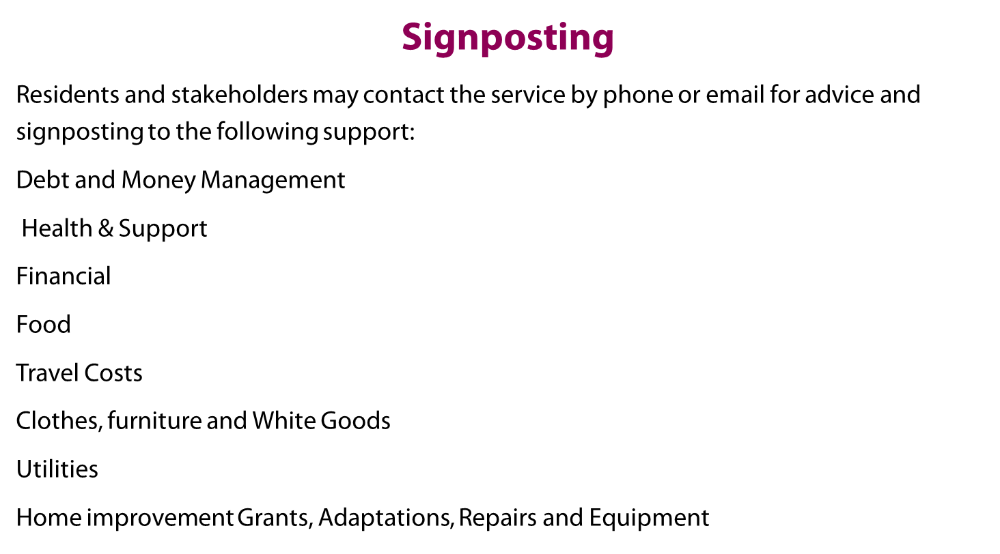 Signposting
Residents and stakeholders may contact the service by phone or email for advice and
signposting to the following support:
Debt and Money Management
Health & Support
Financial
Food
Travel Costs
Clothes, furniture and White Goods
Utilities
Home improvement Grants, Adaptations, Repairs and Equipment